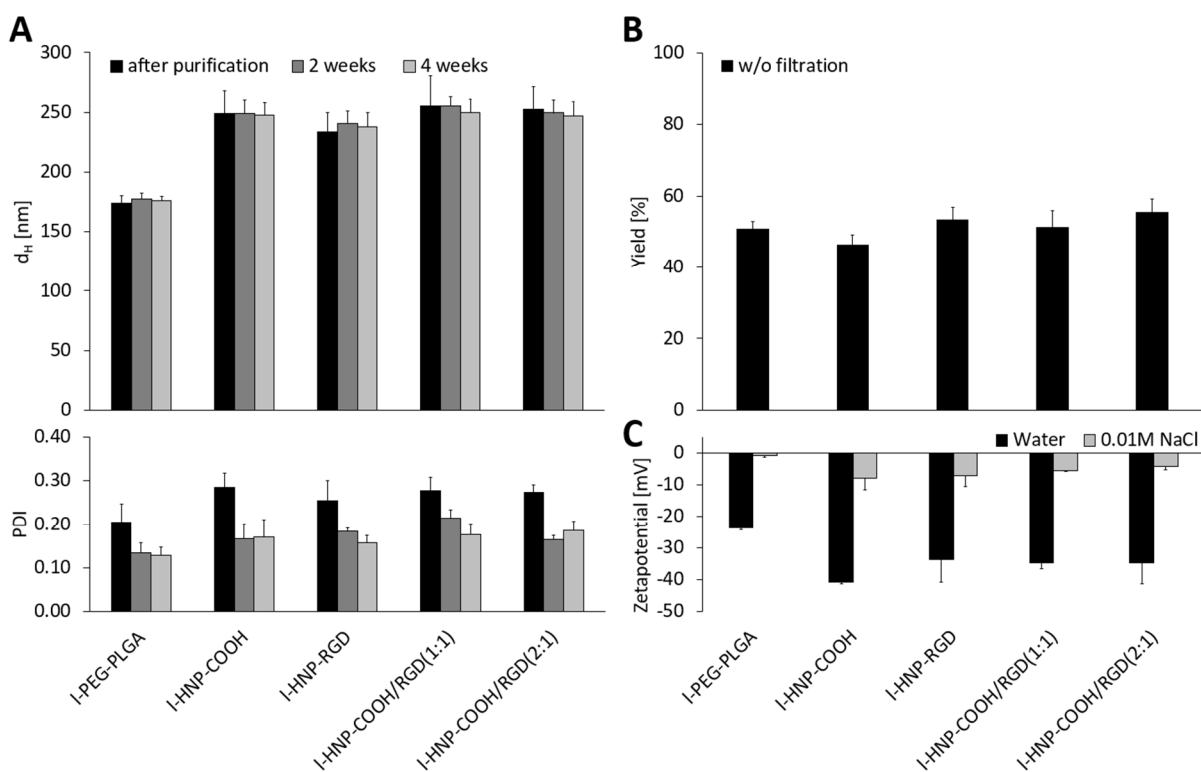 A
300
250
200
150
100
50
0
d_H [nm]
after purification 2 weeks 4 weeks
0.40
0.30
0.20
0.10
0.00
PDI
I-PEG-PLGA
I-HNP-COOH
I-HNP-RGD
I-HNP-COOH/RGD(1:1)
I-HNP-COOH/RGD(2:1)
B
100
80
60
40
20
0
Yield [%]
w/o filtration
C
0
-10
-20
-30
-40
-50
Zetapotential [mV]
Water 0.01M NaCl
I-PEG-PLGA
I-HNP-COOH
I-HNP-RGD
I-HNP-COOH/RGD(1:1)
I-HNP-COOH/RGD(2:1)